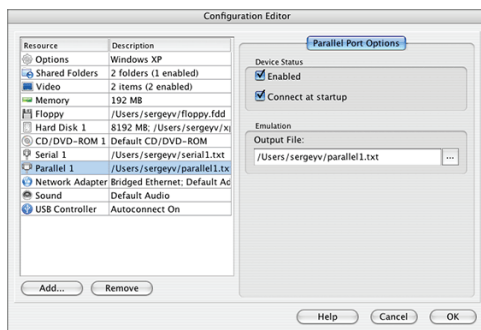 Configuration Editor
Resource Description
Options Windows XP
Shared Folders 2 folders (1 enabled)
Video 2 items (2 enabled)
Memory 192 MB
Floppy /Users/sergeyv/floppy.fdd
Hard Disk 1 8192 MB; /Users/sergeyv/x
CD/DVD-ROM 1 Default CD/DVD-ROM
Serial 1 /Users/sergeyv/serial1.txt
Parallel 1 /Users/sergeyv/parallel1.tx
Network Adapter Bridged Ethernet; Default Ad
Sound Default Audio
USB Controller Autoconnect On
Add... Remove
Parallel Port Options
Device Status
Enabled
Connect at startup
Emulation
Output File:
/Users/sergeyv/parallel1.txt ...
Help Cancel OK